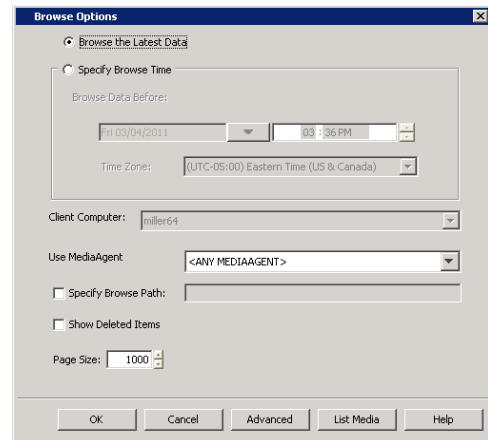 Browse Options
Browse the Latest Data
Specify Browse Time
Browse Data Before:
Fri 03/04/2011 03 : 36 PM
Time Zone: (UTC-05:00) Eastern Time (US & Canada)
Client Computer: miller64
Use MediaAgent <ANY MEDIAAGENT>
Specify Browse Path:
Show Deleted Items
Page Size: 1000
OK Cancel Advanced List Media Help